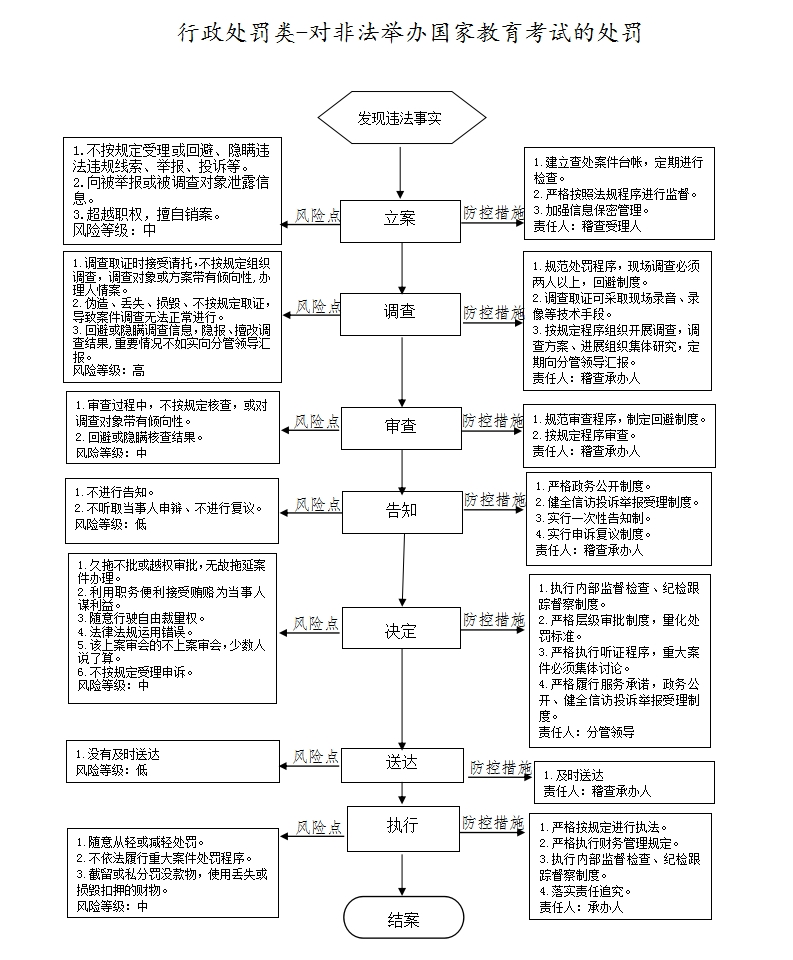 行政处罚类-对非法举办国家教育考试的处罚
发现违法事实
1.不按规定受理或回避、隐瞒违
法违规线索、举报、投诉等。
2.向被举报或被调查对象泄露信
息。
3.超越职权，擅自销案。
风险等级：中
风险点
立案
防控措施
1.建立查处案件台帐，定期进行
检查。
2.严格按照法规程序进行监督。
3.加强信息保密管理。
责任人：稽查受理人
1.调查取证时接受请托,不按规定组织
调查，调查对象或方案带有倾向性,办
理人情案。
2.伪造、丢失、损毁、不按规定取证，
导致案件调查无法正常进行。
3.回避或隐瞒调查信息，隐报、擅改调
查结果,重要情况不如实向分管领导汇
报。
风险等级：高
风险点
调查
防控措施
1.规范处罚程序，现场调查必须
两人以上，回避制度。
2.调查取证可采取现场录音、录
像等技术手段。
3.按规定程序组织开展调查，调
查方案、进展组织集体研究，定
期向分管领导汇报。
责任人：稽查承办人
1.审查过程中，不按规定核查，或对
调查对象带有倾向性。
2.回避或隐瞒核查结果。
风险等级：中
风险点
审查
防控措施
1.规范审查程序，制定回避制度。
2.按规定程序审查。
责任人：稽查承办人
1.不进行告知。
2.不听取当事人申辩、不进行复议。
风险等级：低
风险点
告知
防控措施
1.严格政务公开制度。
2.健全信访投诉举报受理制度。
3.实行一次性告知制。
4.实行申诉复议制度。
责任人：稽查承办人
1.欠拖不批或越权审批，无故拖延案
件办理。
2.利用职务便利接受贿赂为当事人
谋利益。
3.随意行驶自由裁量权。
4.法律法规运用错误。
5.该上案审会的不上案审会，少数人
说了算。
6.不按规定受理申诉。
风险等级：中
风险点
决定
防控措施
1.执行内部监督检查、纪检跟
踪督察制度。
2.严格层级审批制度，量化处
罚标准。
3.严格执行听证程序，重大案
件必须集体讨论。
4.严格履行服务承诺，政务公
开、健全信访投诉举报受理制
度。
责任人：分管领导
1.没有及时送达
风险等级：低
风险点
送达
防控措施
1.及时送达
责任人：稽查承办人
1.随意从轻或减轻处罚。
2.不依法履行重大案件处罚程序。
3.截留或私分罚没款物，使用丢失或
损毁扣押的财物。
风险等级：中
风险点
执行
防控措施
1.严格按规定进行执法。
2.严格执行财务管理规定。
3.执行内部监督检查、纪检跟
踪督察制度。
4.落实责任追究。
责任人：承办人
结案